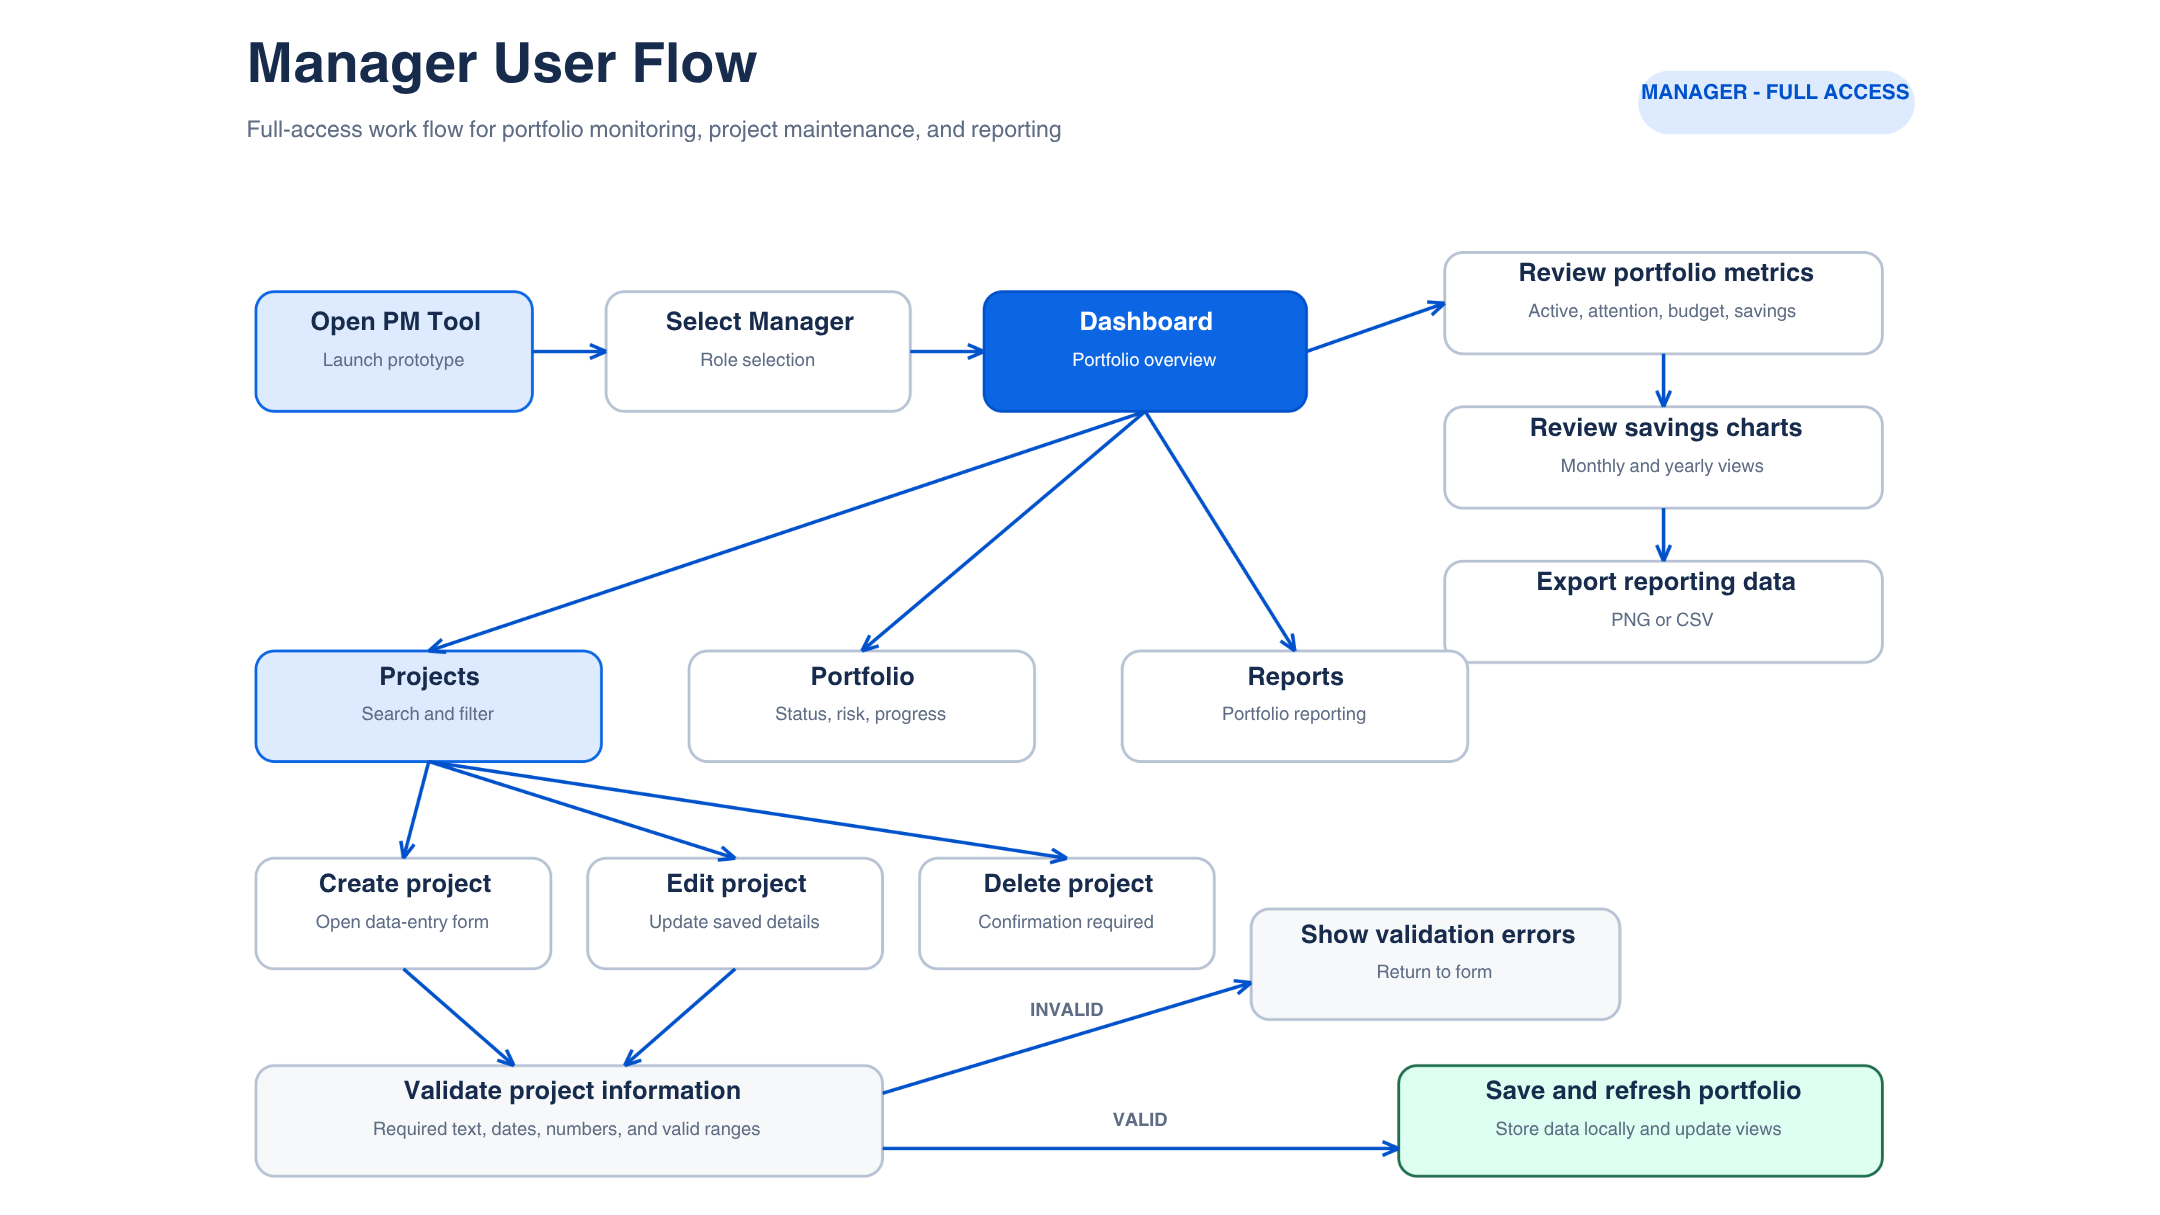 Manager User Flow
Full-access work flow for portfolio monitoring, project maintenance, and reporting
MANAGER - FULL ACCESS
Open PM Tool
Launch prototype
Select Manager
Role selection
Dashboard
Portfolio overview
Review portfolio metrics
Active, attention, budget, savings
Review savings charts
Monthly and yearly views
Export reporting data
PNG or CSV
Projects
Search and filter
Portfolio
Status, risk, progress
Reports
Portfolio reporting
Create project
Open data-entry form
Edit project
Update saved details
Delete project
Confirmation required
Show validation errors
Return to form
INVALID
Validate project information
Required text, dates, numbers, and valid ranges
VALID
Save and refresh portfolio
Store data locally and update views